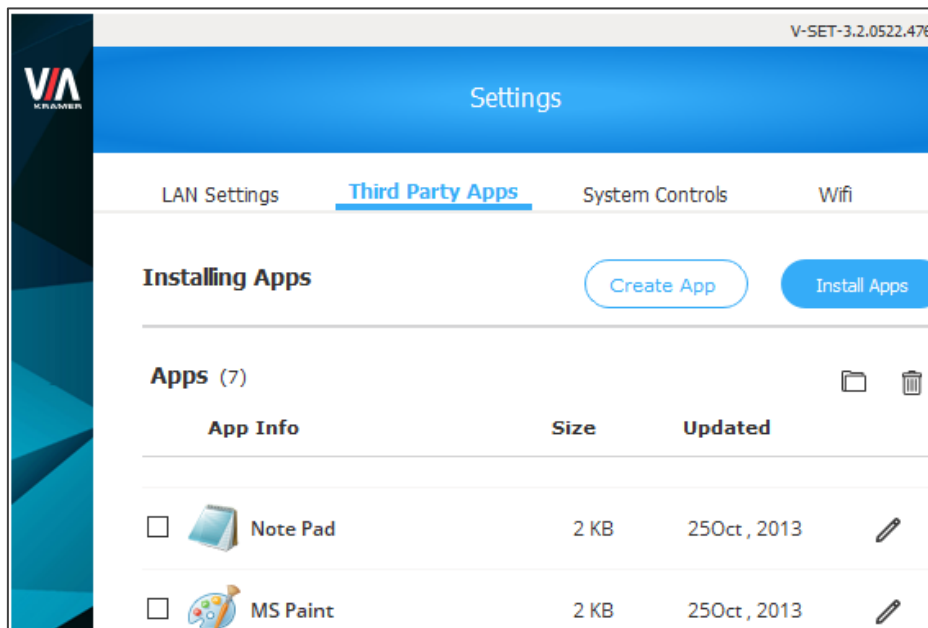 V-SET-3.2.0522.476
VIA
KRAMER
Settings
LAN Settings Third Party Apps System Controls Wifi
Installing Apps Create App Install Apps
Apps (7)
App Info Size Updated
Note Pad 2 KB 25Oct , 2013
MS Paint 2 KB 25Oct , 2013